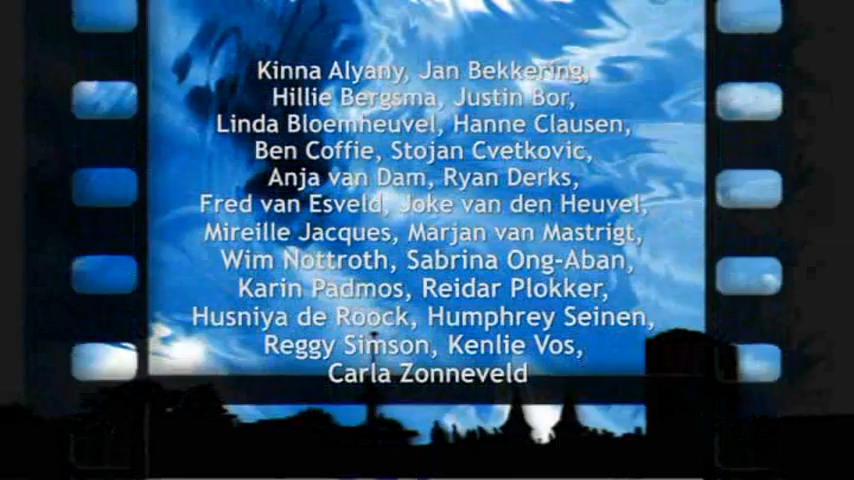 Kinna Alyany, Jan Bekkering,
Hillie Bergsma, Justin Bor,
Linda Bloemheuvel, Hanne Clausen,
Ben Coffie, Stojan Cvetkovic,
Anja van Dam, Ryan Derks,
Fred van Esveld, Joke van den Heuvel,
Mireille Jacques, Marjan van Mastrigt,
Wim Nottroth, Sabrina Ong-Aban,
Karin Padmos, Reidar Plokker,
Husniya de Roock, Humphrey Seinen,
Reggy Simson, Kenlie Vos,
Carla Zonneveld